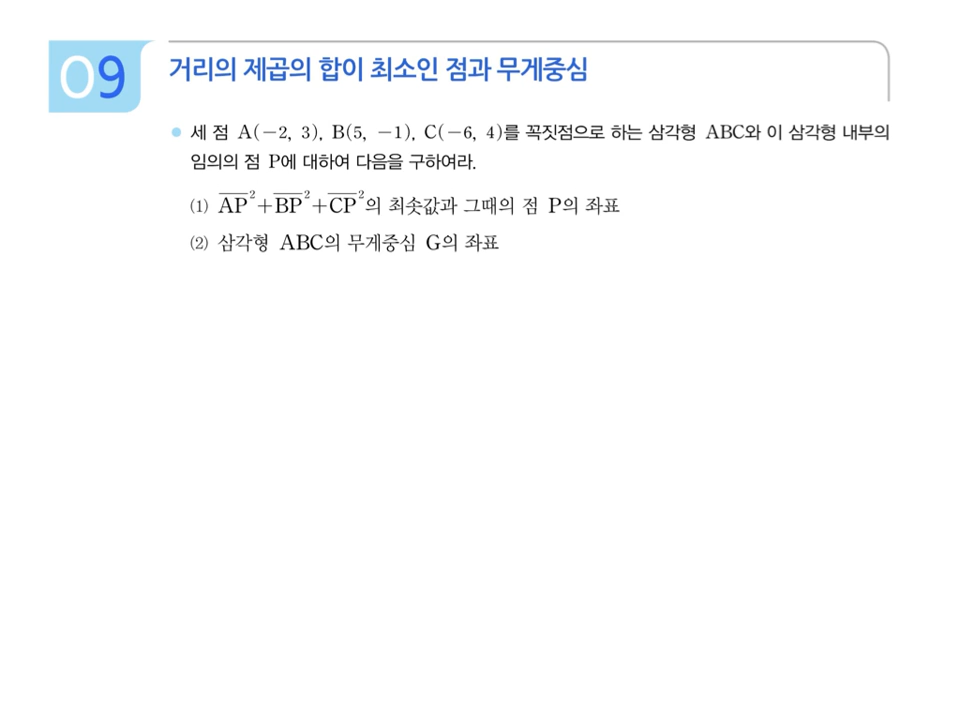 09
거리의 제곱의 합이 최소인 점과 무게중심
● 세 점 A(−2, 3), B(5, −1), C(−6, 4)를 꼭짓점으로 하는 삼각형 ABC와 이 삼각형 내부의
임의의 점 P에 대하여 다음을 구하여라.
⑴ A̅P̅²+B̅P̅²+C̅P̅²의 최솟값과 그때의 점 P의 좌표
⑵ 삼각형 ABC의 무게중심 G의 좌표